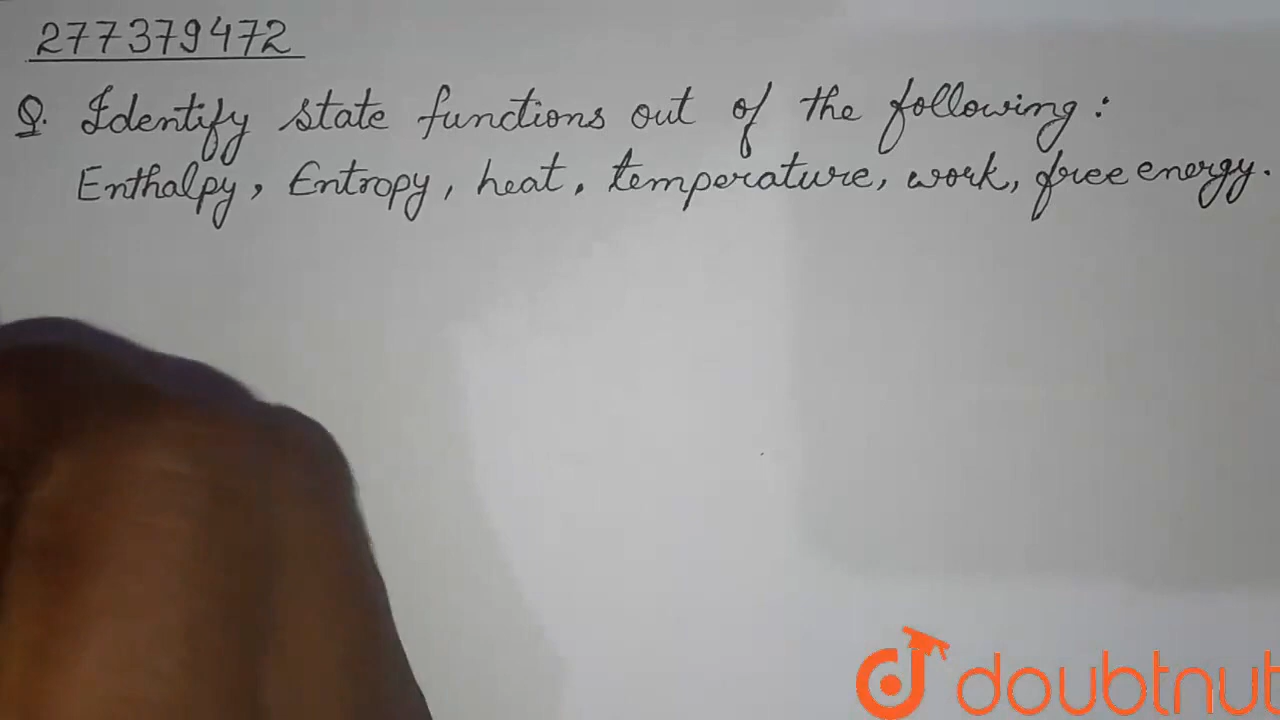 277379472
Q. Identify state functions out of the following :
Enthalpy, Entropy, heat, temperature, work, free energy.
doubtnut